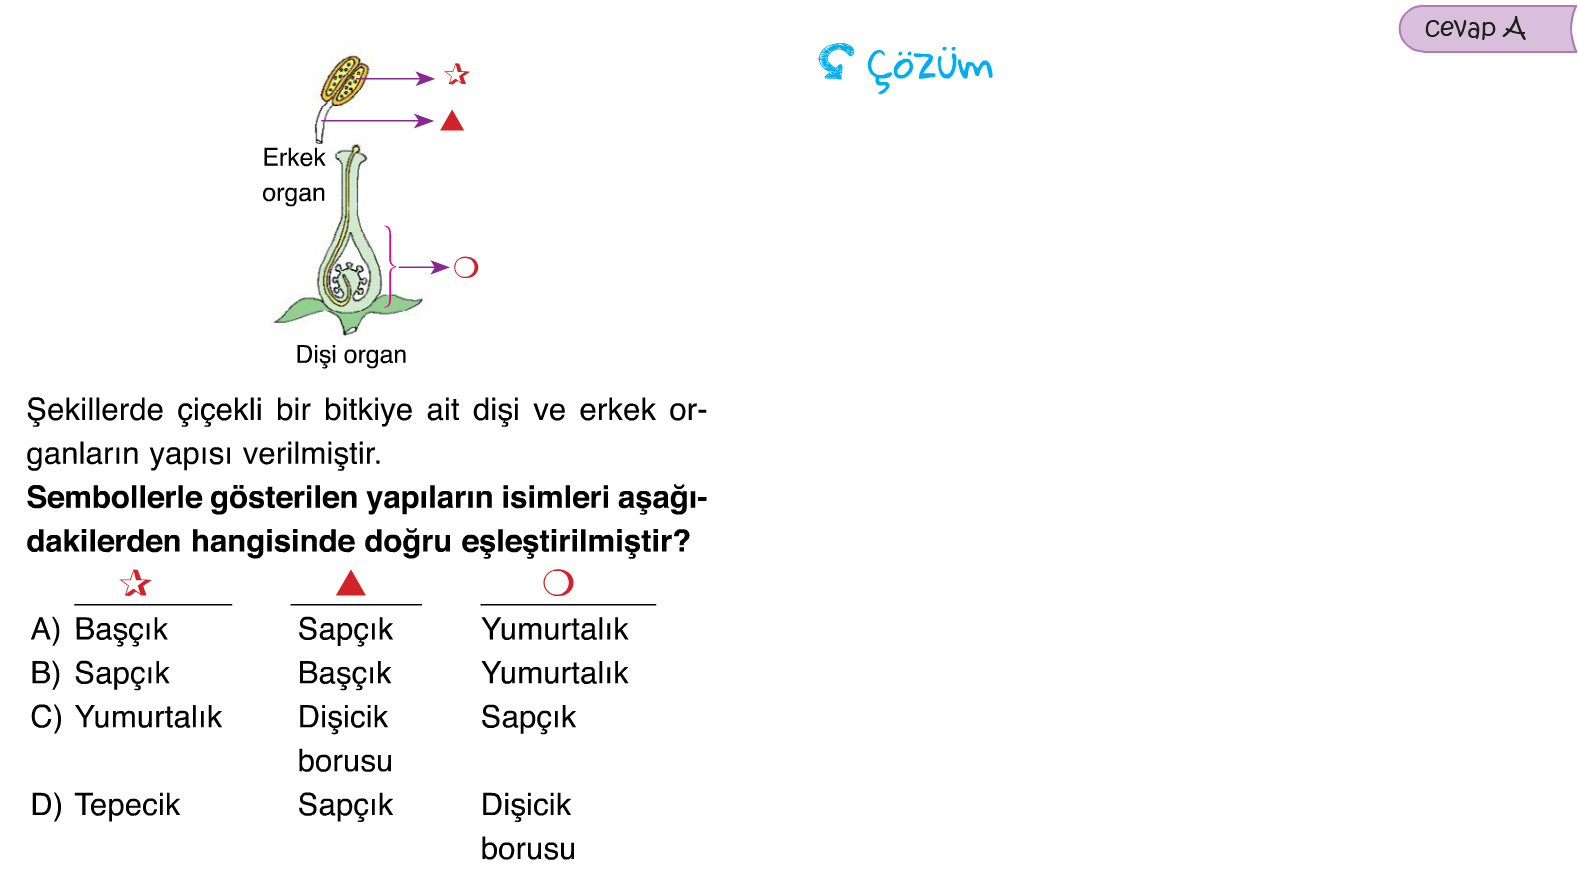 Erkek
organ
Dişi organ
Şekillerde çiçekli bir bitkiye ait dişi ve erkek or-
ganların yapısı verilmiştir.
Sembollerle gösterilen yapıların isimleri aşağı-
dakilerden hangisinde doğru eşleştirilmiştir?
A) Başçık Sapçık Yumurtalık
B) Sapçık Başçık Yumurtalık
C) Yumurtalık Dişicik Sapçık
borusu
D) Tepecik Sapçık Dişicik
borusu
Çözüm
Cevap A